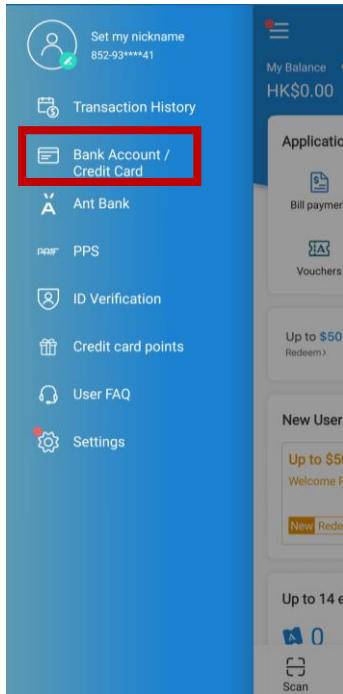 Set my nickname
852-93****41
Transaction History
Bank Account /
Credit Card
Ant Bank
PPS
PPS
ID Verification
Credit card points
User FAQ
Settings
My Balance
HK$0.00
Applicatio
Bill paymen
Vouchers
Up to $50
Redeem>
New User
Up to $50
Welcome
New Rede
Up to 14 e
0
Scan